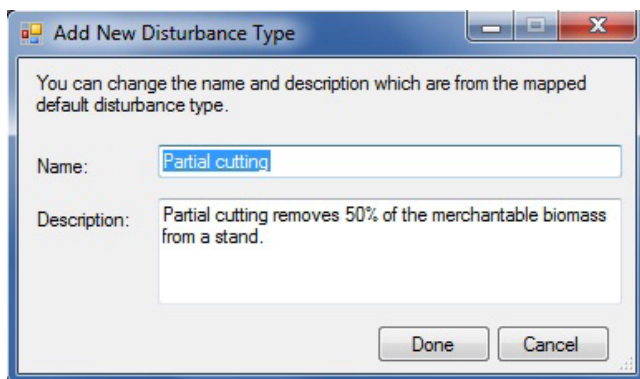 Add New Disturbance Type
You can change the name and description which are from the mapped
default disturbance type.
Name:
Partial cutting
Description:
Partial cutting removes 50% of the merchantable biomass
from a stand.
Done
Cancel